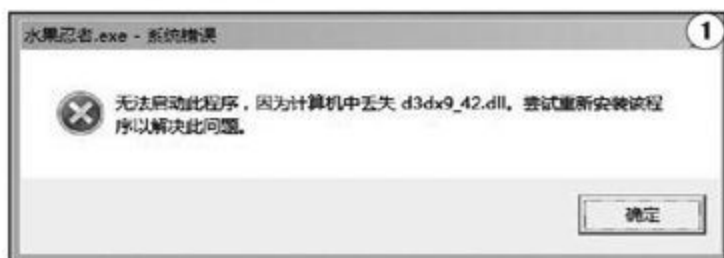 水果忍者.exe - 系统错误
1
无法启动此程序，因为计算机中丢失 d3dx9_42.dll。尝试重新安装该程
序以解决此问题。
确定